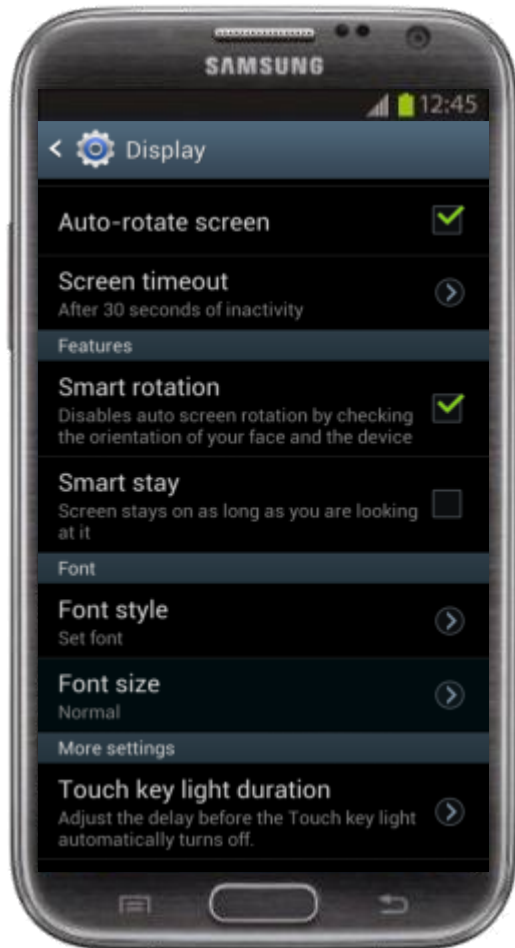 SAMSUNG
12:45
Display
Auto-rotate screen
Screen timeout
After 30 seconds of inactivity
Features
Smart rotation
Disables auto screen rotation by checking
the orientation of your face and the device
Smart stay
Screen stays on as long as you are looking
at it
Font
Font style
Set font
Font size
Normal
More settings
Touch key light duration
Adjust the delay before the Touch key light
automatically turns off.